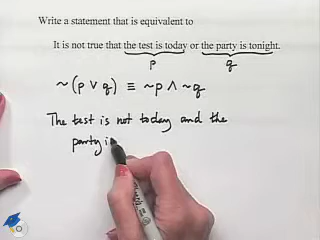 Write a statement that is equivalent to
It is not true that the test is today or the party is tonight.
p q
~(p ∨ q) ≡ ~p ∧ ~q
The test is not today and the
party i